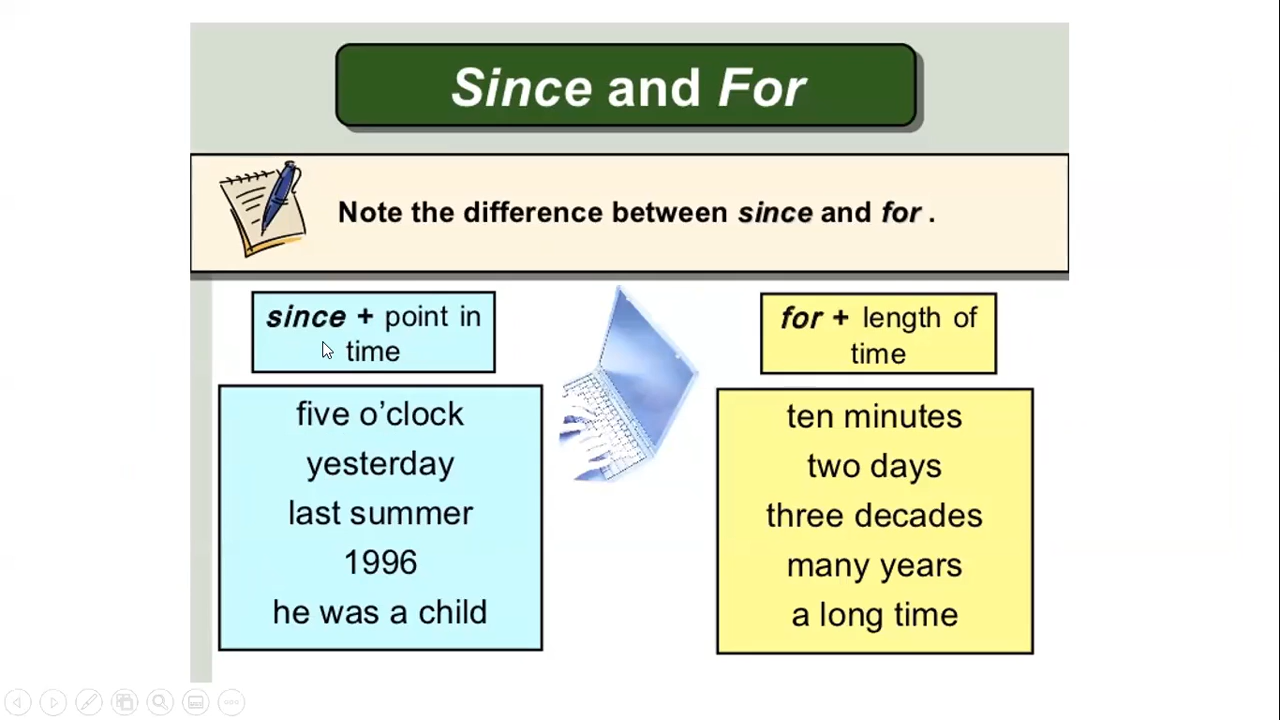 Since and For
Note the difference between since and for .
since + point in
time
five o’clock
yesterday
last summer
1996
he was a child
for + length of
time
ten minutes
two days
three decades
many years
a long time